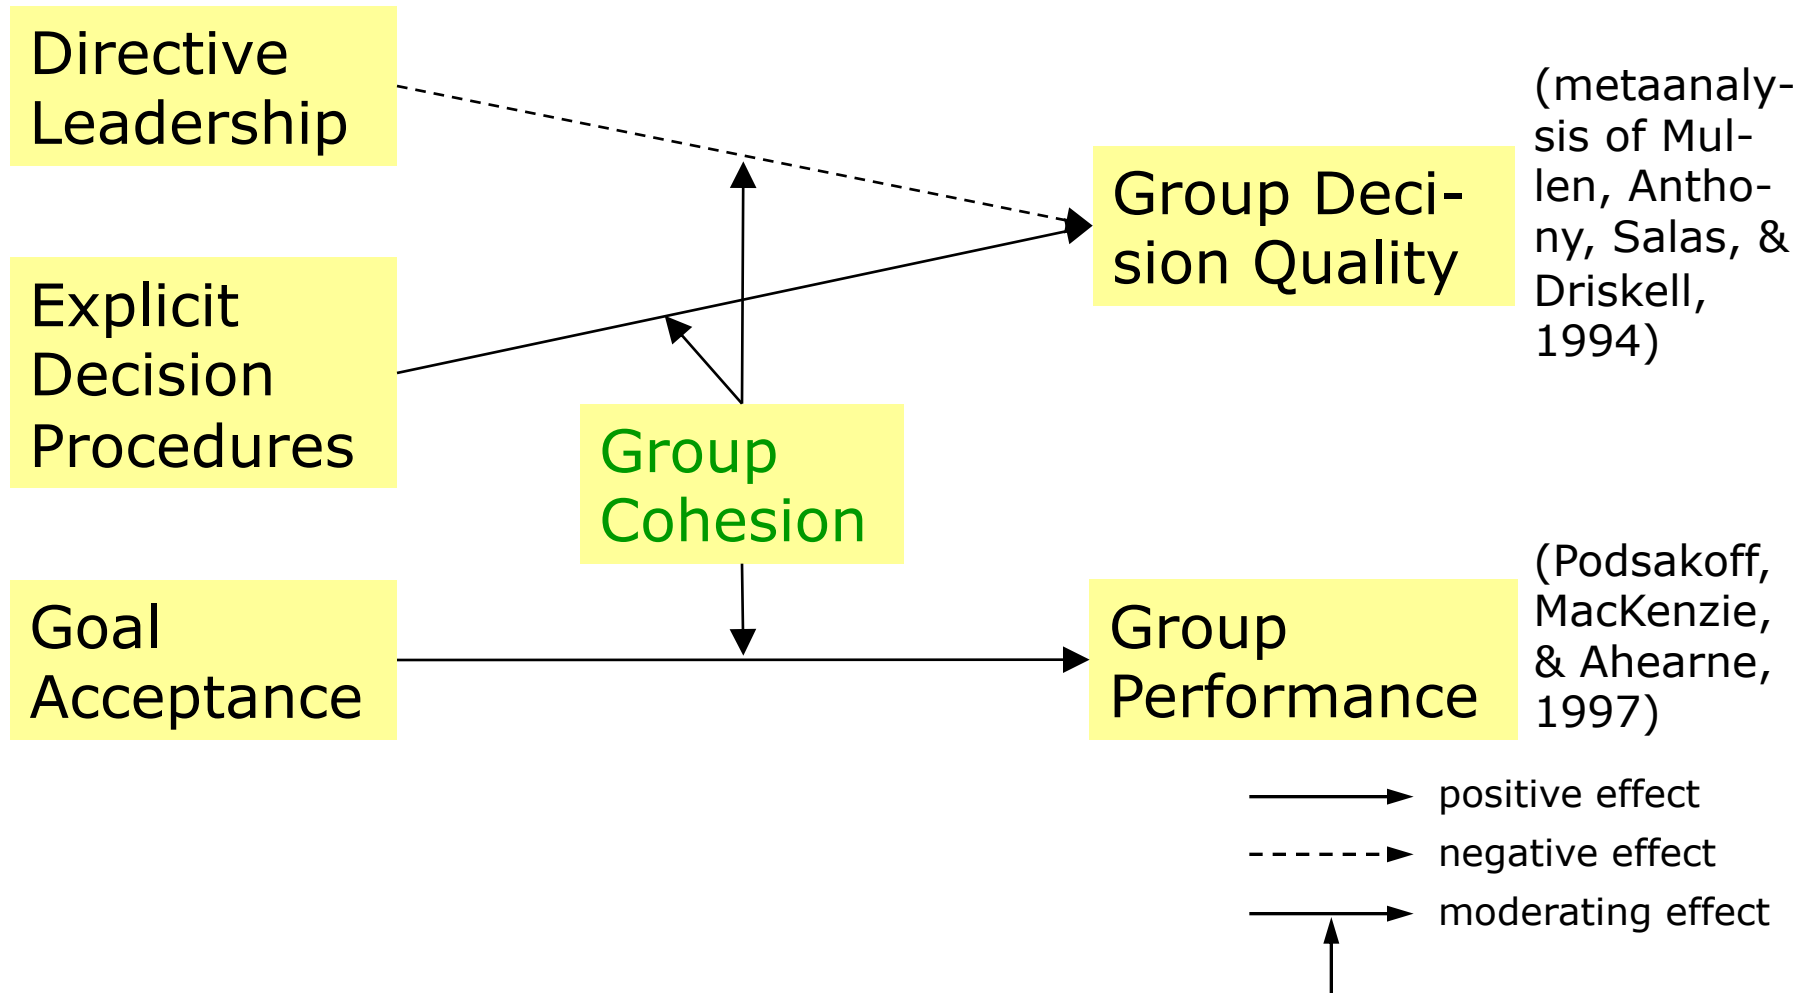 Directive
Leadership
Explicit
Decision
Procedures
Goal
Acceptance
Group
Cohesion
Group Deci-
sion Quality
Group
Performance
(metaanaly-
sis of Mul-
len, Antho-
ny, Salas, &
Driskell,
1994)
(Podsakoff,
MacKenzie,
& Ahearne,
1997)
positive effect
negative effect
moderating effect